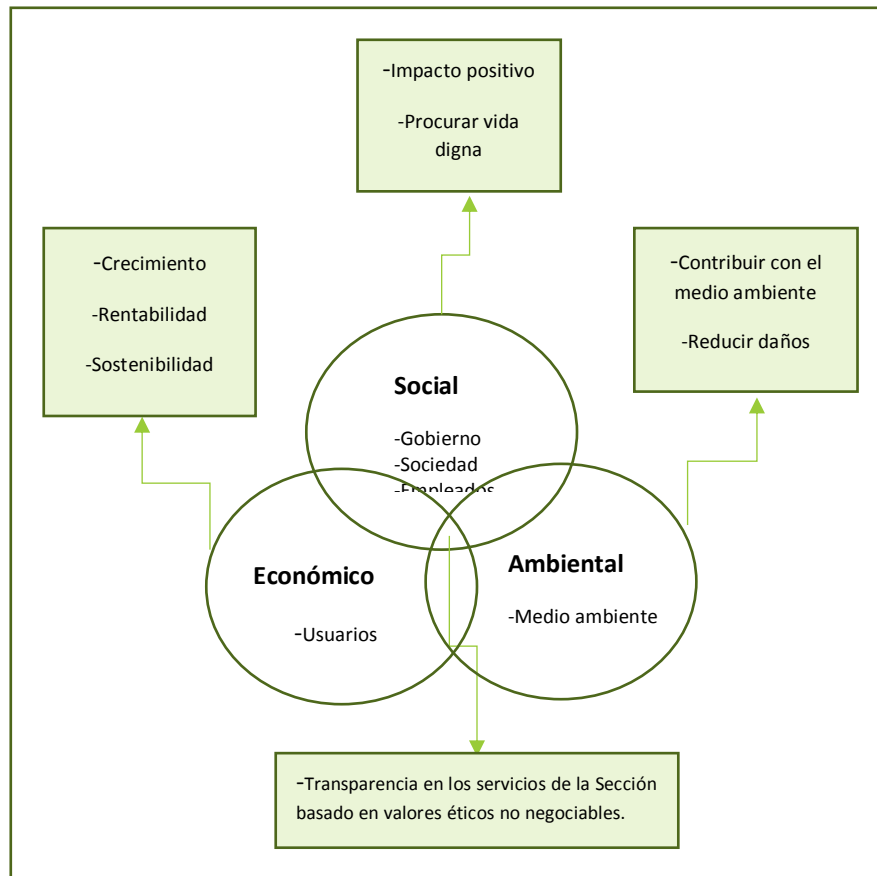 -Impacto positivo
-Procurar vida
digna
-Crecimiento
-Rentabilidad
-Sostenibilidad
-Contribuir con el
medio ambiente
-Reducir daños
Social
-Gobierno
-Sociedad
-Empleados
Económico
-Usuarios
Ambiental
-Medio ambiente
-Transparencia en los servicios de la Sección
basado en valores éticos no negociables.